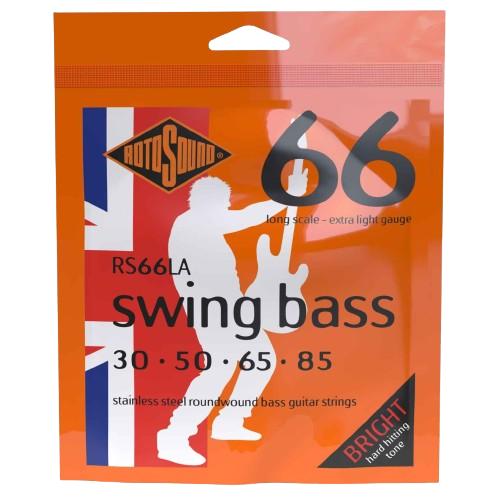 ROTOSOUND
66
long scale - extra light gauge
RS66LA
swing bass
30 · 50 · 65 · 85
stainless steel roundwound bass guitar strings
BRIGHT
hard hitting
tone